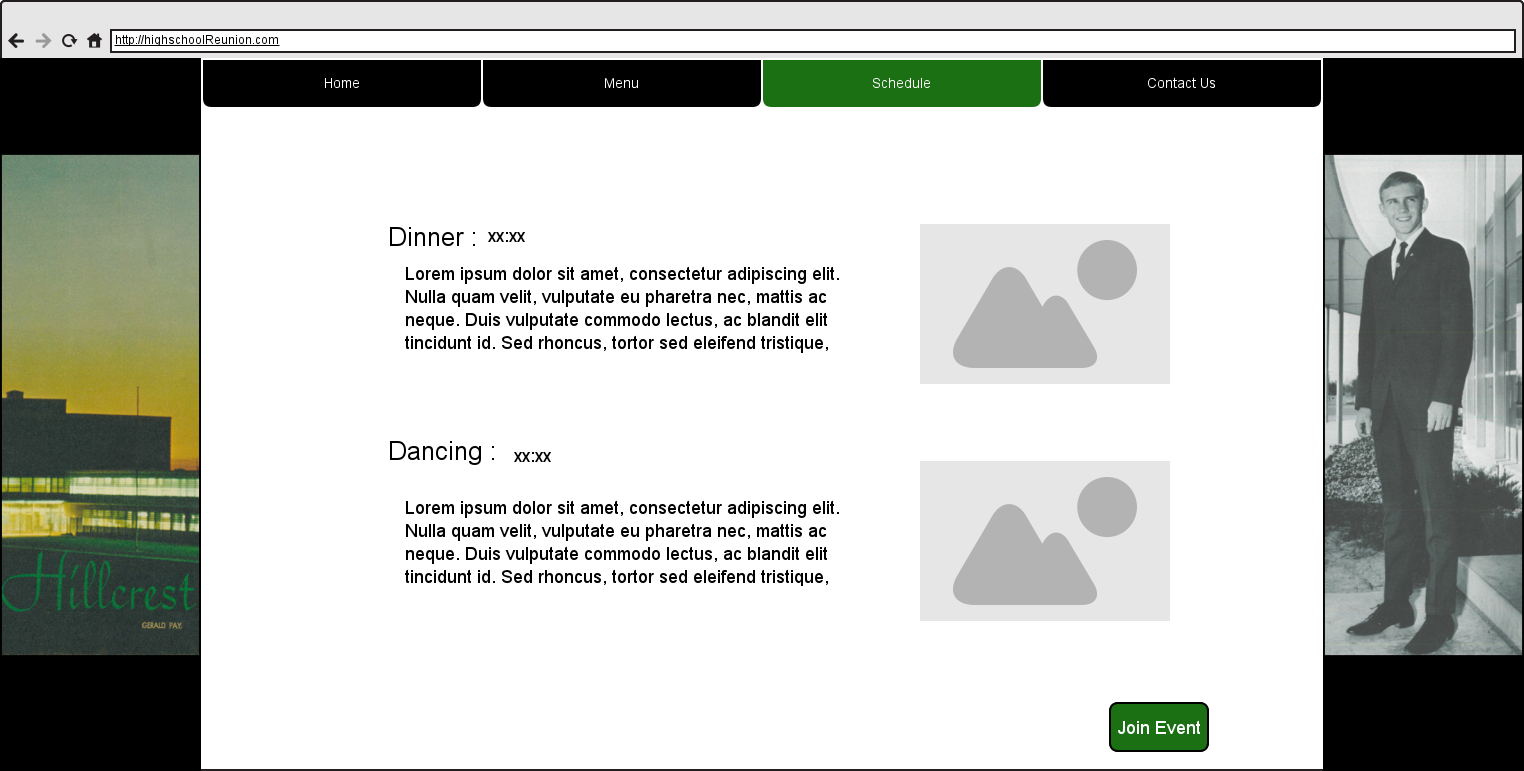 http://highschoolReunion.com
Home
Menu
Schedule
Contact Us
Dinner :
xx:xx
Lorem ipsum dolor sit amet, consectetur adipiscing elit.
Nulla quam velit, vulputate eu pharetra nec, mattis ac
neque. Duis vulputate commodo lectus, ac blandit elit
tincidunt id. Sed rhoncus, tortor sed eleifend tristique,
Dancing :
xx:xx
Lorem ipsum dolor sit amet, consectetur adipiscing elit.
Nulla quam velit, vulputate eu pharetra nec, mattis ac
neque. Duis vulputate commodo lectus, ac blandit elit
tincidunt id. Sed rhoncus, tortor sed eleifend tristique,
Hillcrest
GERALD PAY.
Join Event